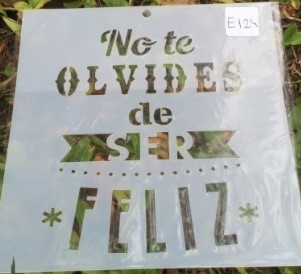 E124
No te
OLVIDES
de
SER
* FELIZ *